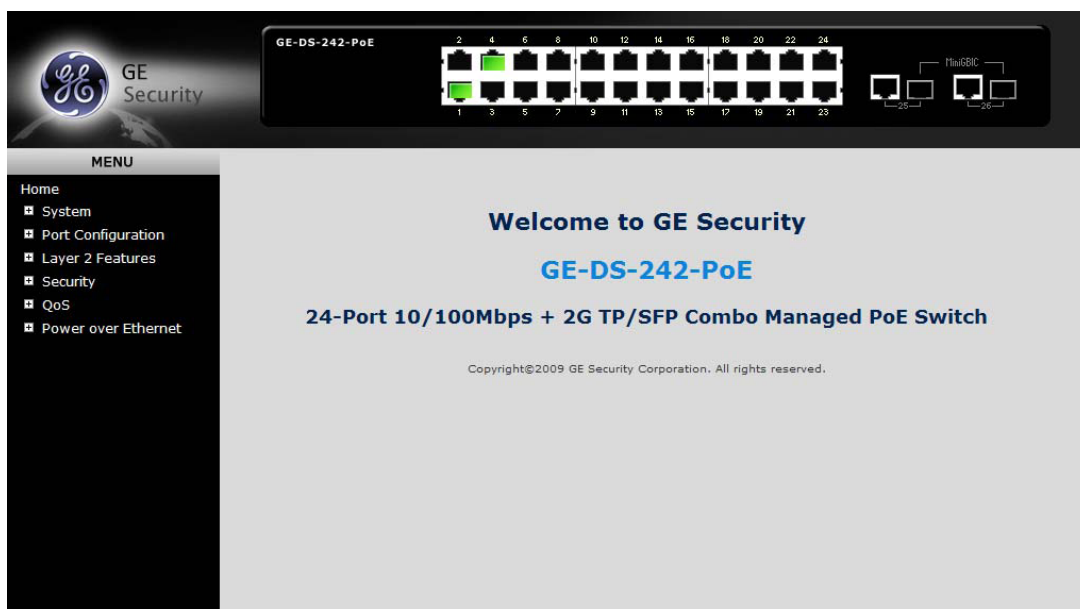 GE-DS-242-PoE
2 4 6 8 10 12 14 16 18 20 22 24
MiniGBIC
1 3 5 7 9 11 13 15 17 19 21 23
25 26
GE
Security
MENU
Home
System
Port Configuration
Layer 2 Features
Security
QoS
Power over Ethernet
Welcome to GE Security
GE-DS-242-PoE
24-Port 10/100Mbps + 2G TP/SFP Combo Managed PoE Switch
Copyright©2009 GE Security Corporation. All rights reserved.